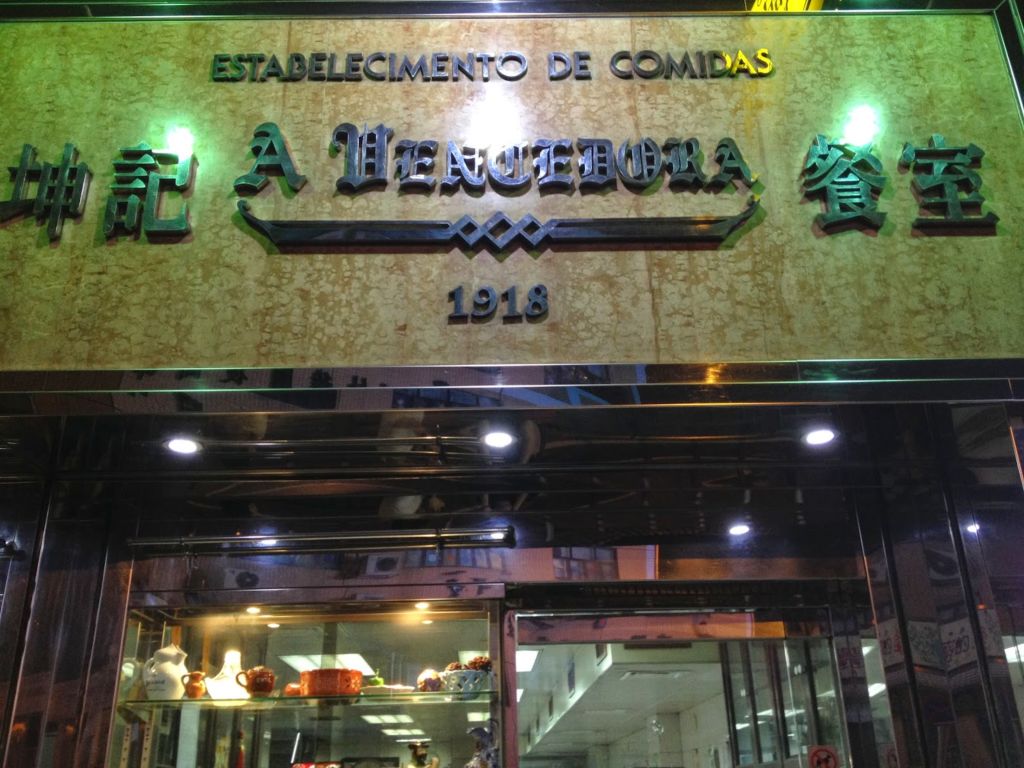 ESTABELECIMENTO DE COMIDAS
坤記 A VENCEDORA 餐室
1918